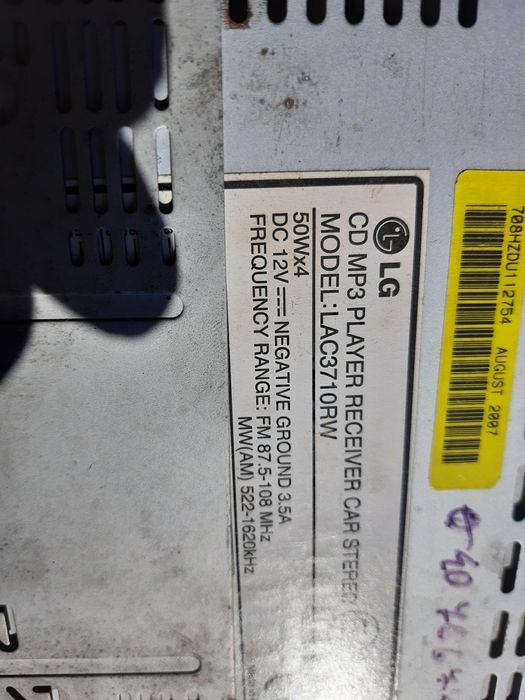 708HZDU112754 AUGUST 2007
LG
CD MP3 PLAYER RECEIVER CAR STEREO
MODEL:LAC3710RW
50Wx4
DC 12V NEGATIVE GROUND 3.5A
FREQUENCY RANGE: FM 87.5-108 MHz
MW(AM) 522-1620kHz